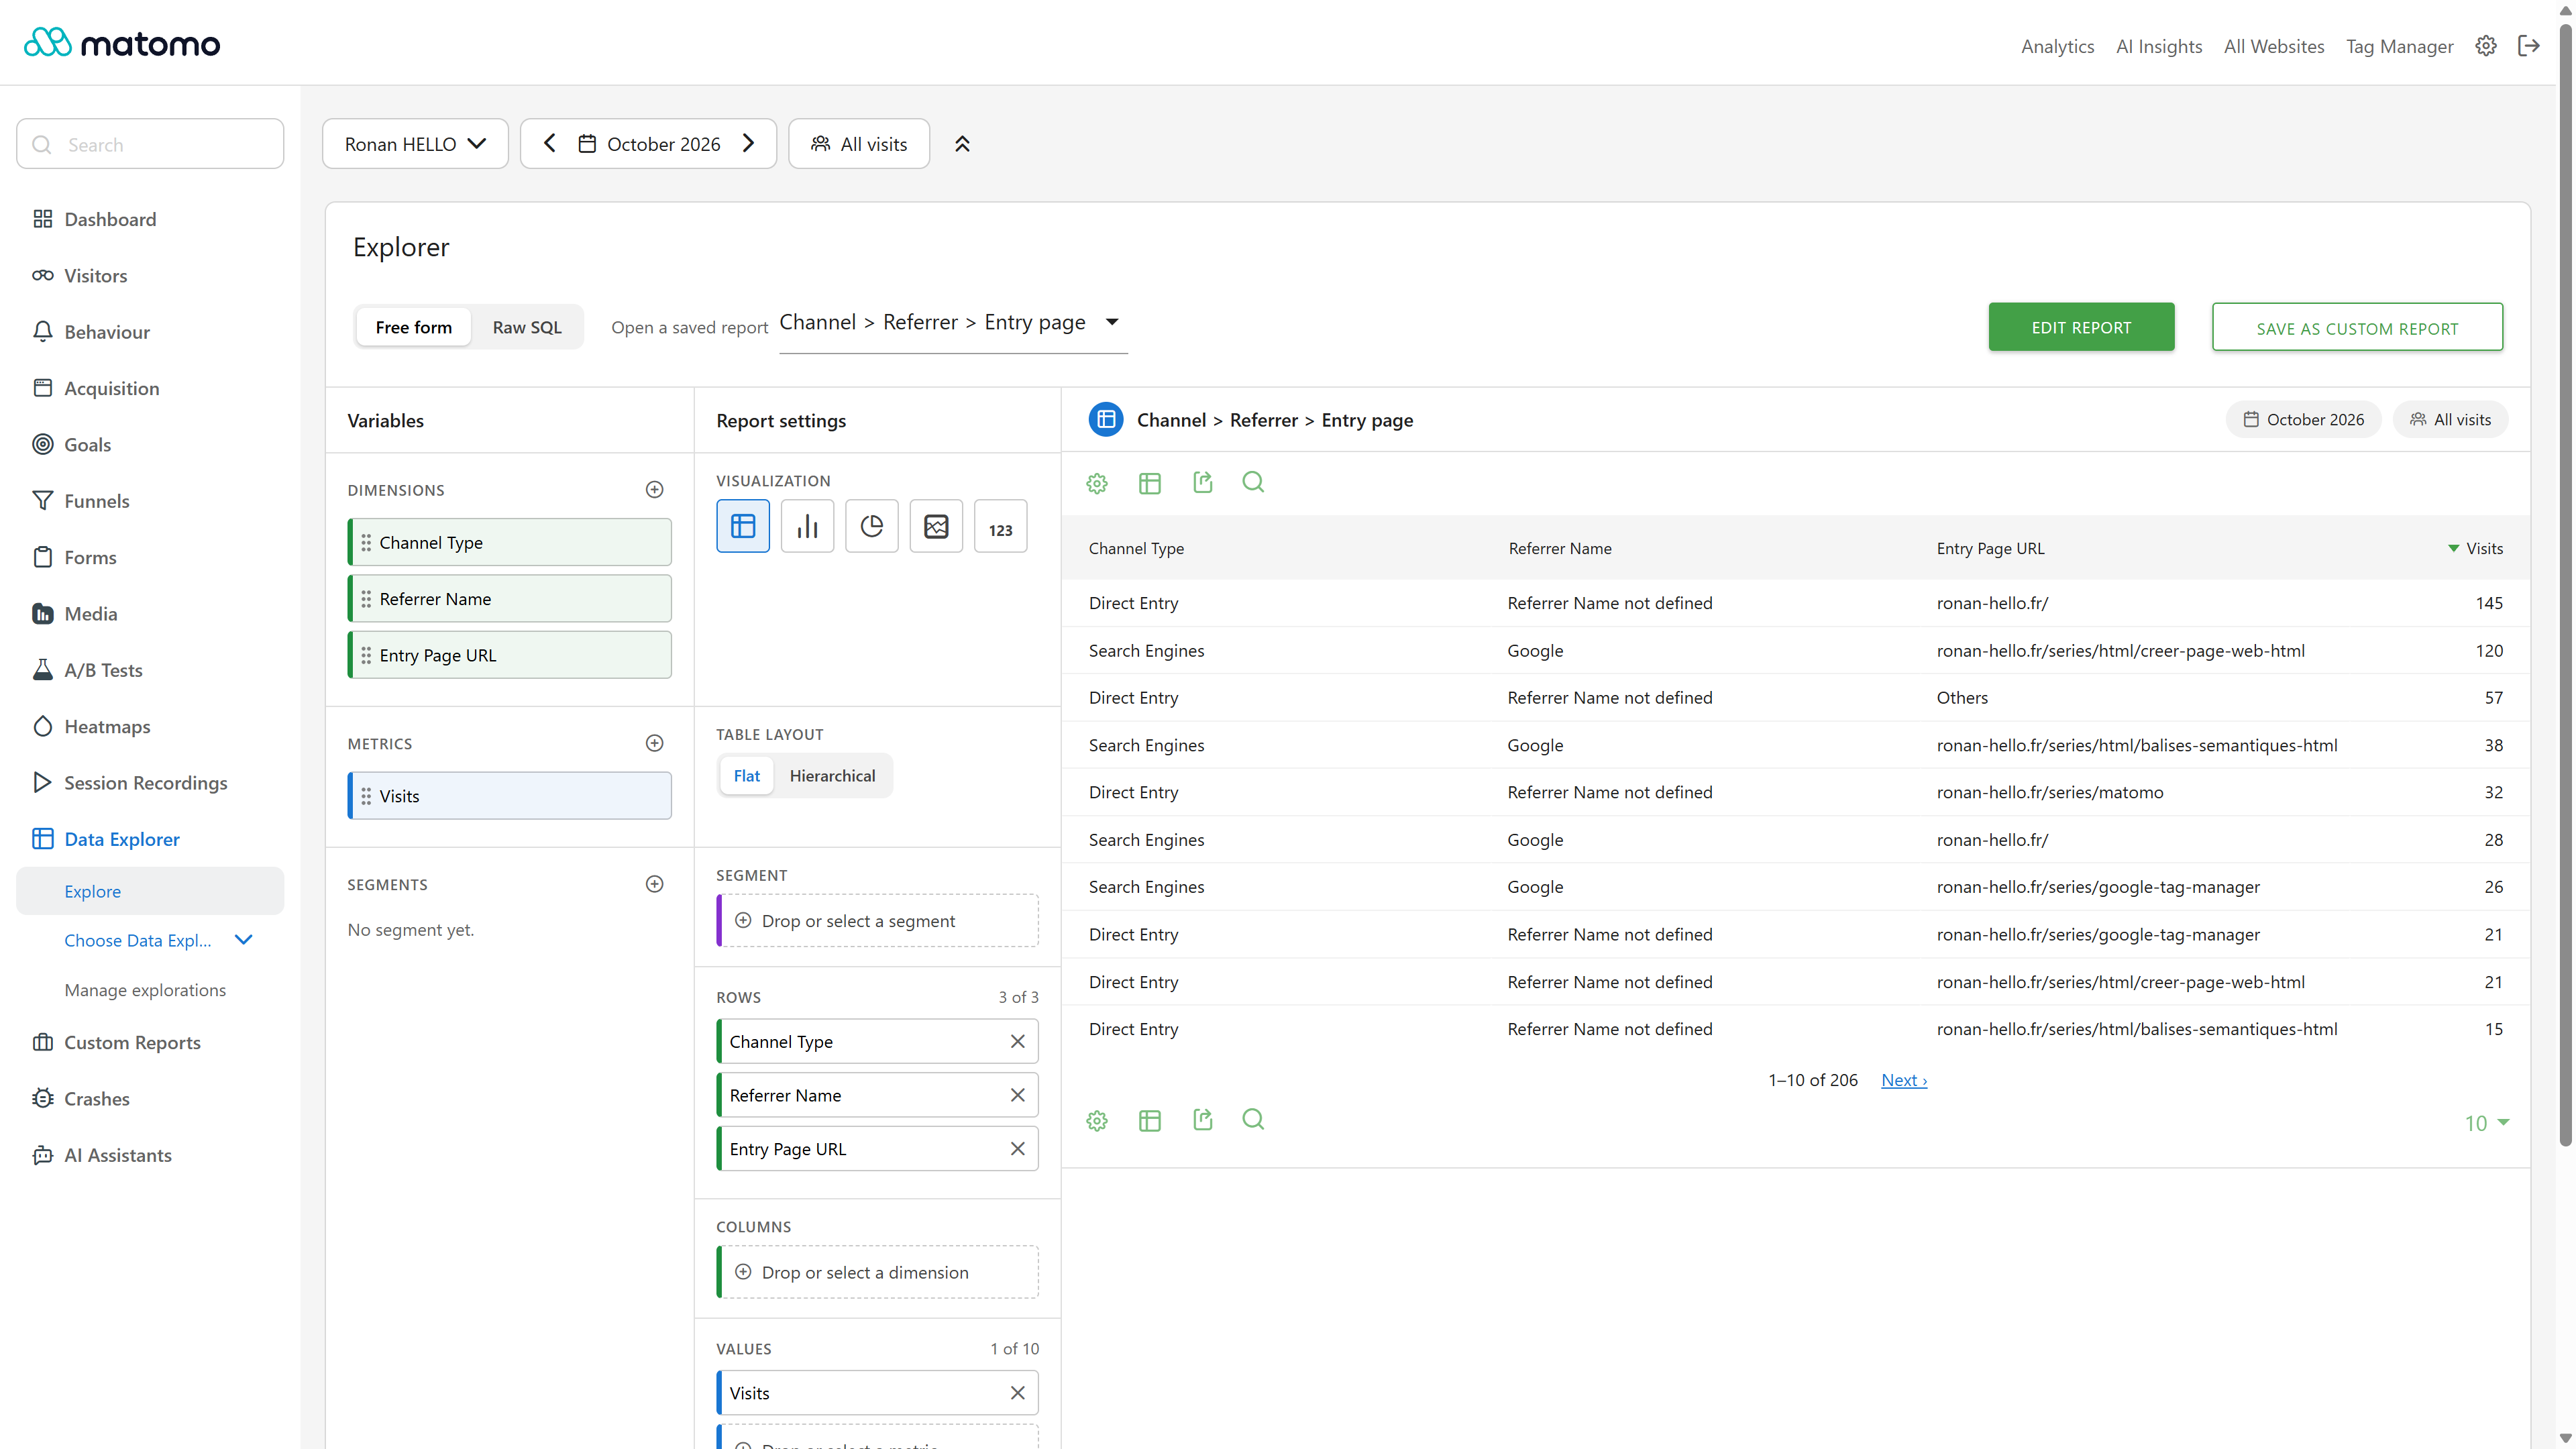 matomo
Analytics AI Insights All Websites Tag Manager
Search
Ronan HELLO October 2026 All visits
Dashboard
Visitors
Behaviour
Acquisition
Goals
Funnels
Forms
Media
A/B Tests
Heatmaps
Session Recordings
Data Explorer
Explore
Choose Data Expl...
Manage explorations
Custom Reports
Crashes
AI Assistants
Explorer
Free form Raw SQL Open a saved report Channel > Referrer > Entry page
EDIT REPORT SAVE AS CUSTOM REPORT
Variables
DIMENSIONS
Channel Type
Referrer Name
Entry Page URL
METRICS
Visits
SEGMENTS
No segment yet.
Report settings
VISUALIZATION
123
TABLE LAYOUT
Flat Hierarchical
SEGMENT
Drop or select a segment
ROWS 3 of 3
Channel Type
Referrer Name
Entry Page URL
COLUMNS
Drop or select a dimension
VALUES 1 of 10
Visits
Drop or select a metric
Channel > Referrer > Entry page October 2026 All visits
Channel Type Referrer Name Entry Page URL Visits
Direct Entry Referrer Name not defined ronan-hello.fr/ 145
Search Engines Google ronan-hello.fr/series/html/creer-page-web-html 120
Direct Entry Referrer Name not defined Others 57
Search Engines Google ronan-hello.fr/series/html/balises-semantiques-html 38
Direct Entry Referrer Name not defined ronan-hello.fr/series/matomo 32
Search Engines Google ronan-hello.fr/ 28
Search Engines Google ronan-hello.fr/series/google-tag-manager 26
Direct Entry Referrer Name not defined ronan-hello.fr/series/google-tag-manager 21
Direct Entry Referrer Name not defined ronan-hello.fr/series/html/creer-page-web-html 21
Direct Entry Referrer Name not defined ronan-hello.fr/series/html/balises-semantiques-html 15
1–10 of 206 Next ›
10